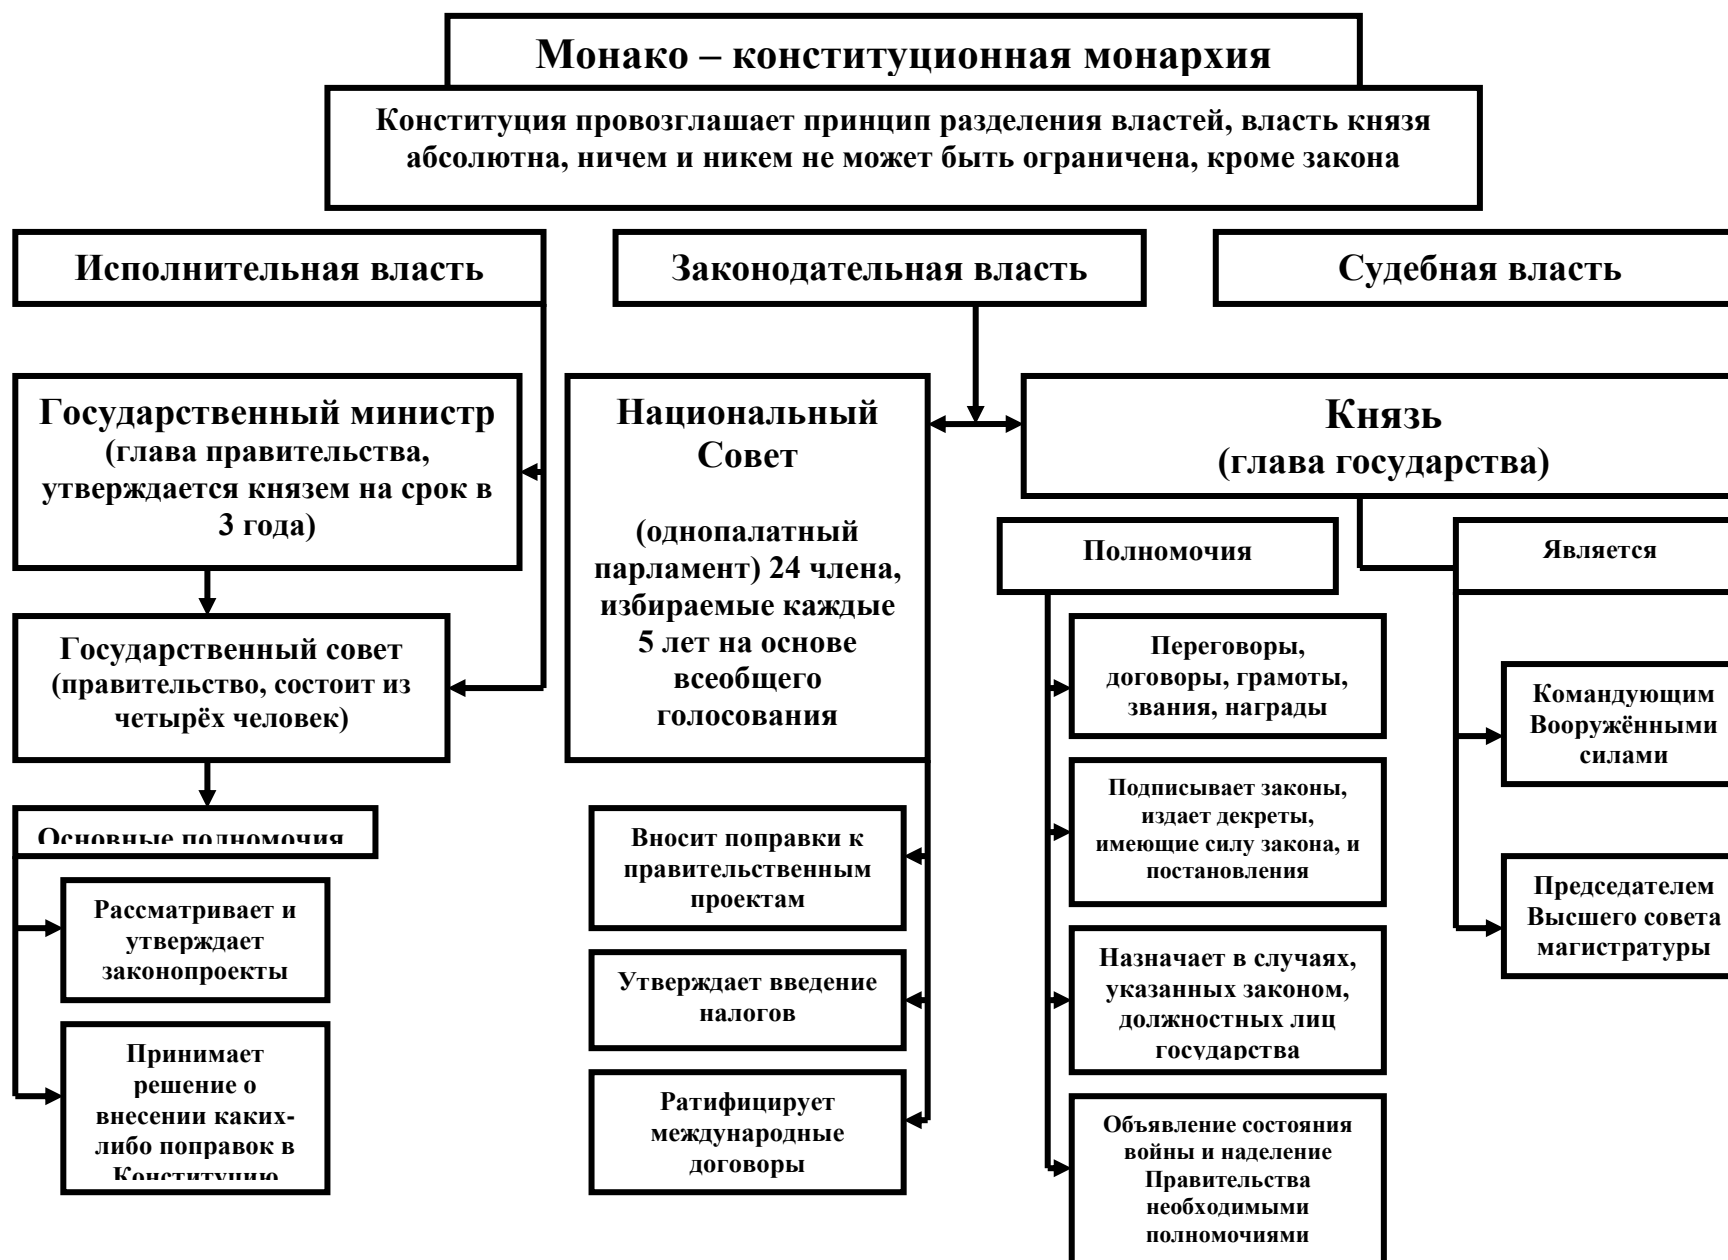 Монако – конституционная монархия
Конституция провозглашает принцип разделения властей, власть князя
абсолютна, ничем и никем не может быть ограничена, кроме закона
Исполнительная власть
Законодательная власть
Судебная власть
Государственный министр
(глава правительства,
утверждается князем на срок в
3 года)
Государственный совет
(правительство, состоит из
четырёх человек)
Основные полномочия
Рассматривает и
утверждает
законопроекты
Принимает
решение о
внесении каких-
либо поправок в
Конституцию
Национальный
Совет
(однопалатный
парламент) 24 члена,
избираемые каждые
5 лет на основе
всеобщего
голосования
Вносит поправки к
правительственным
проектам
Утверждает введение
налогов
Ратифицирует
международные
договоры
Князь
(глава государства)
Полномочия
Переговоры,
договоры, грамоты,
звания, награды
Подписывает законы,
издает декреты,
имеющие силу закона, и
постановления
Назначает в случаях,
указанных законом,
должностных лиц
государства
Объявление состояния
войны и наделение
Правительства
необходимыми
полномочиями
Является
Командующим
Вооружёнными
силами
Председателем
Высшего совета
магистратуры